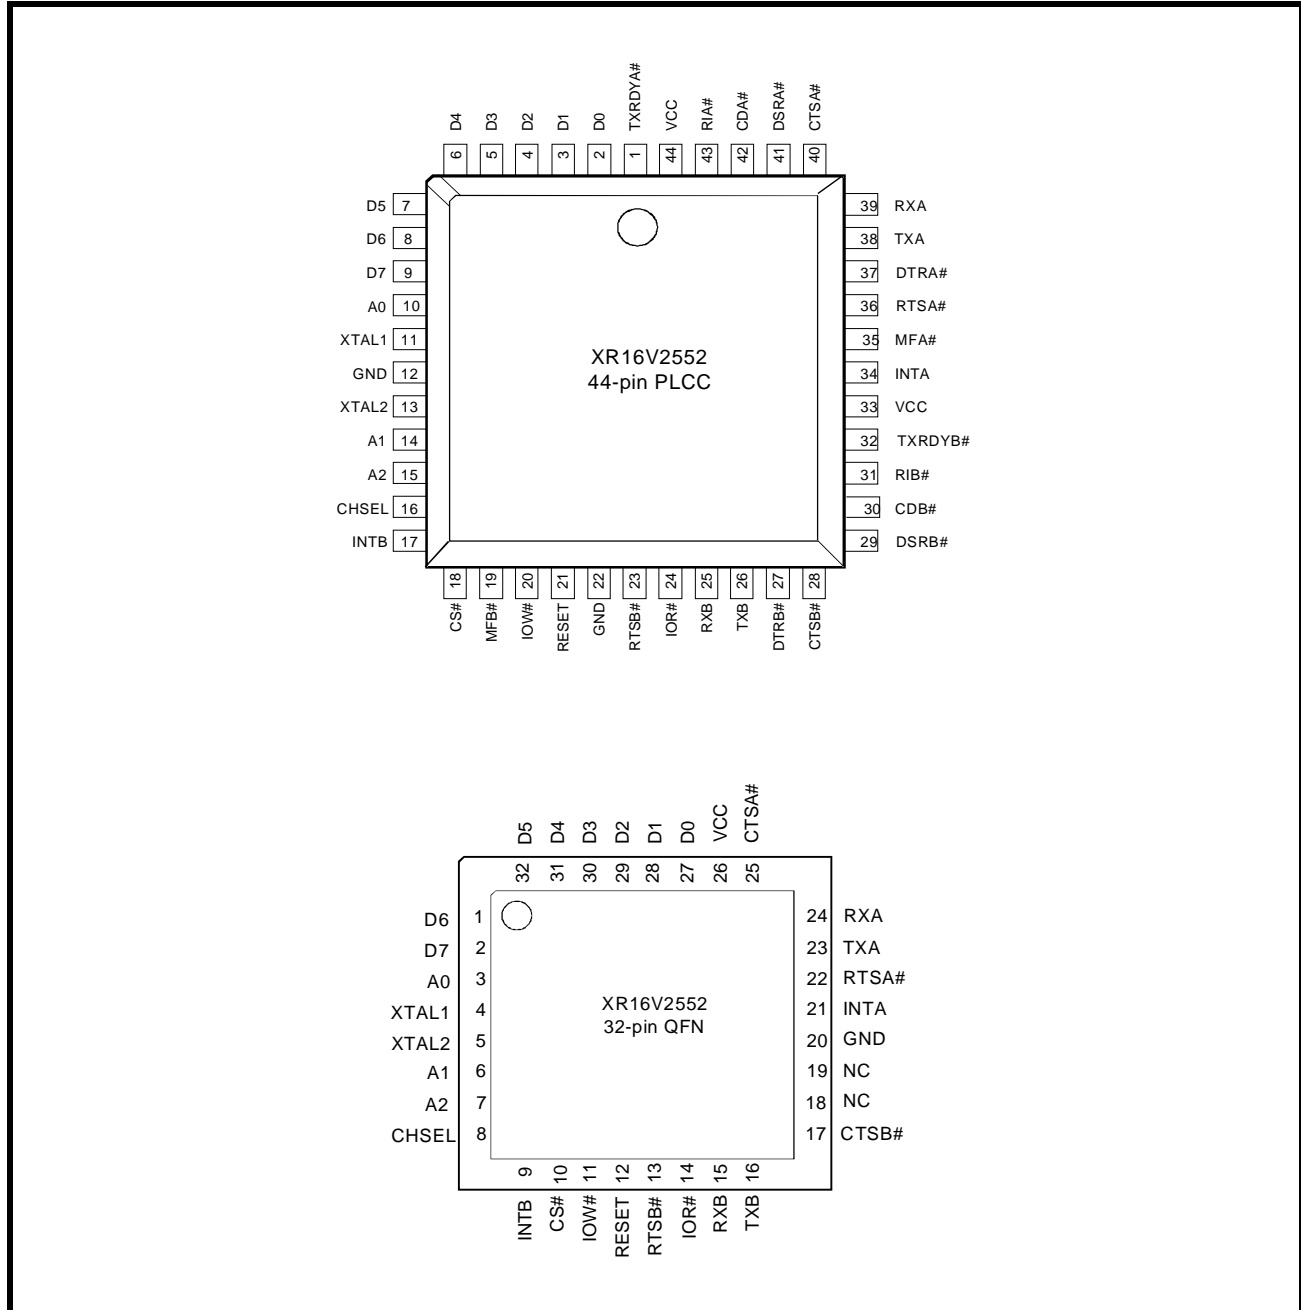 D4 D3 D2 D1 D0 TXRDYA# VCC RIA# CDA# DSRA# CTSA#
6 5 4 3 2 1 44 43 42 41 40
D5 7 39 RXA
D6 8 38 TXA
D7 9 37 DTRA#
A0 10 36 RTSA#
XTAL1 11 35 MFA#
GND 12 34 INTA
XTAL2 13 33 VCC
A1 14 32 TXRDYB#
A2 15 31 RIB#
CHSEL 16 30 CDB#
INTB 17 29 DSRB#
XR16V2552
44-pin PLCC
18 19 20 21 22 23 24 25 26 27 28
CS# MFB# IOW# RESET GND RTSB# IOR# RXB TXB DTRB# CTSB#
D5 D4 D3 D2 D1 D0 VCC CTSA#
32 31 30 29 28 27 26 25
D6 1 24 RXA
D7 2 23 TXA
A0 3 22 RTSA#
XTAL1 4 21 INTA
XTAL2 5 20 GND
A1 6 19 NC
A2 7 18 NC
CHSEL 8 17 CTSB#
XR16V2552
32-pin QFN
9 10 11 12 13 14 15 16
INTB CS# IOW# RESET RTSB# IOR# RXB TXB